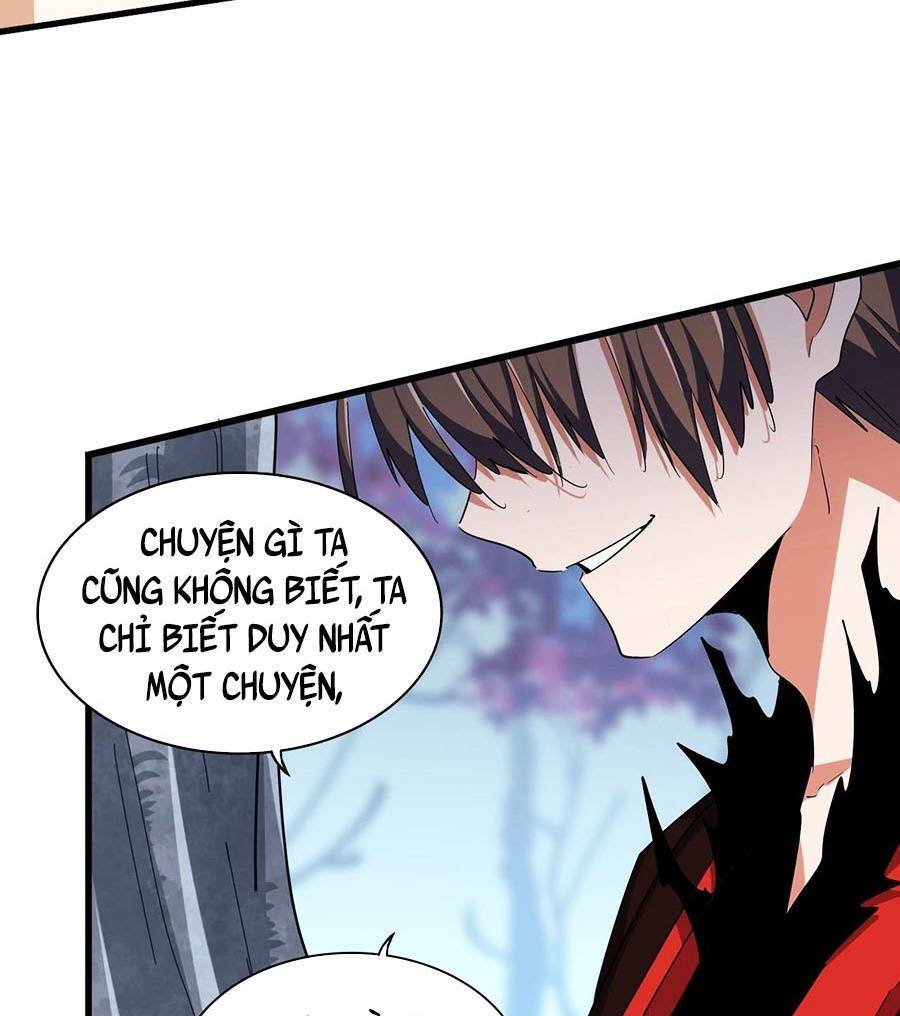 CHUYỆN GÌ TA
CŨNG KHÔNG BIẾT, TA
CHỈ BIẾT DUY NHẤT
MỘT CHUYỆN,